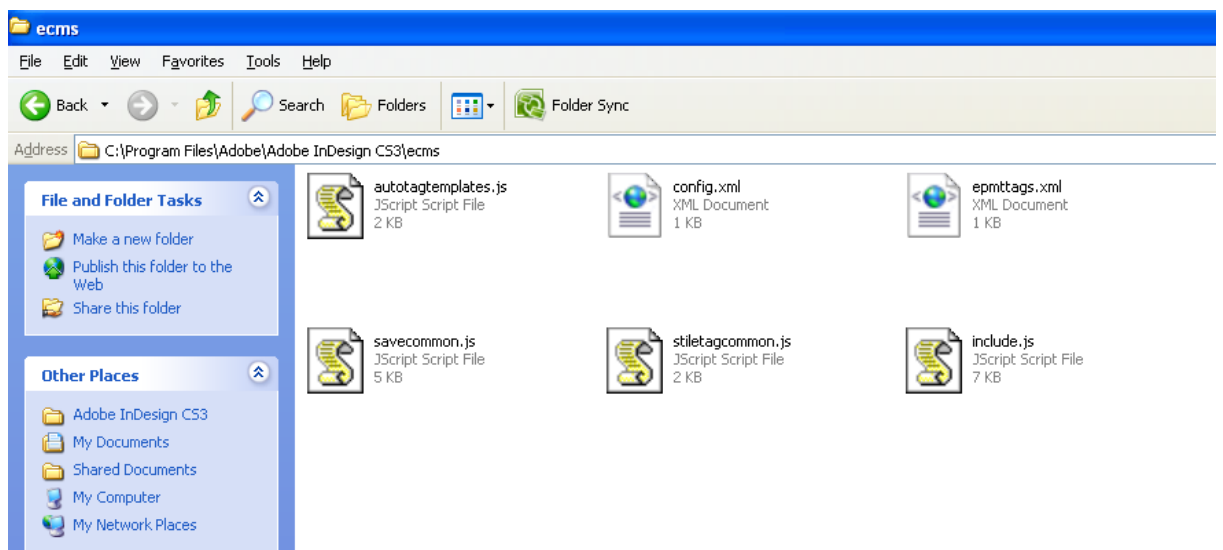 ecms
File Edit View Favorites Tools Help
Back Search Folders Folder Sync
Address C:\Program Files\Adobe\Adobe InDesign CS3\ecms
File and Folder Tasks
Make a new folder
Publish this folder to the
Web
Share this folder
Other Places
Adobe InDesign CS3
My Documents
Shared Documents
My Computer
My Network Places
autotagtemplates.js
JScript Script File
2 KB
config.xml
XML Document
1 KB
epmttags.xml
XML Document
1 KB
savecommon.js
JScript Script File
5 KB
stiletagcommon.js
JScript Script File
2 KB
include.js
JScript Script File
7 KB